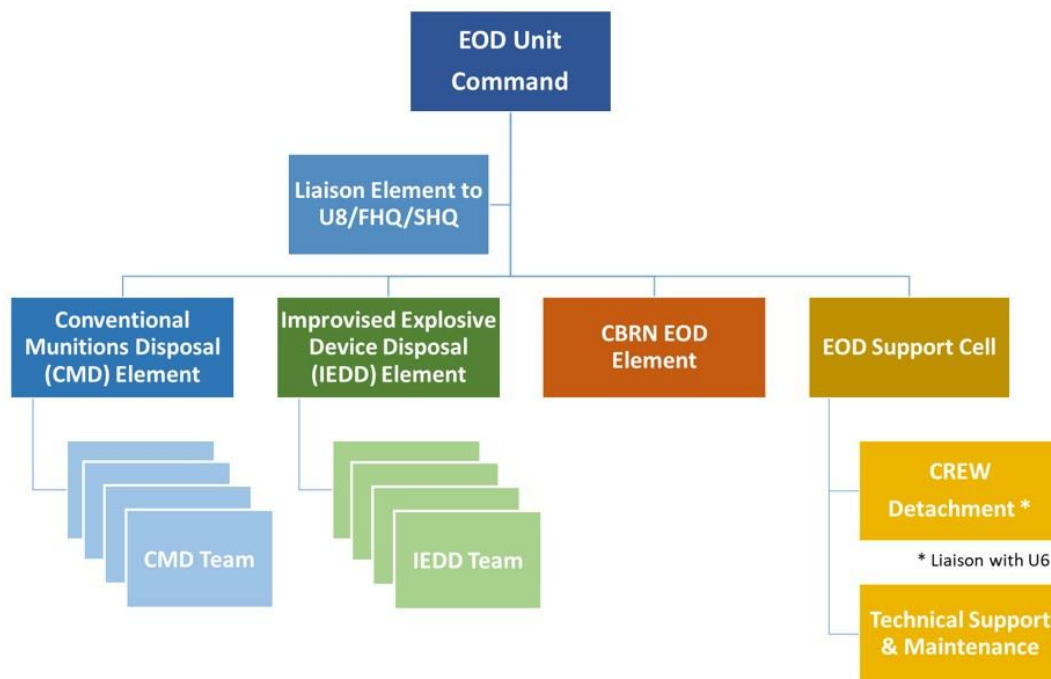 EOD Unit
Command
Liaison Element to
U8/FHQ/SHQ
Conventional
Munitions Disposal
(CMD) Element
Improvised Explosive
Device Disposal
(IEDD) Element
CBRN EOD
Element
EOD Support Cell
CMD Team
IEDD Team
CREW
Detachment *
* Liaison with U6
Technical Support
& Maintenance